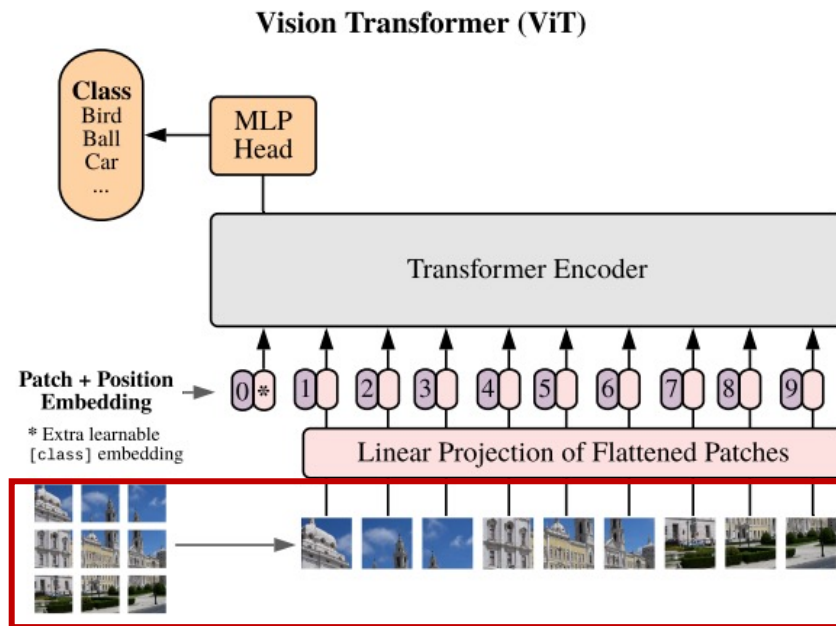 Vision Transformer (ViT)
Class
Bird
Ball
Car
...
MLP
Head
Transformer Encoder
Patch + Position
Embedding
* Extra learnable
[class] embedding
0 * 1 2 3 4 5 6 7 8 9
Linear Projection of Flattened Patches